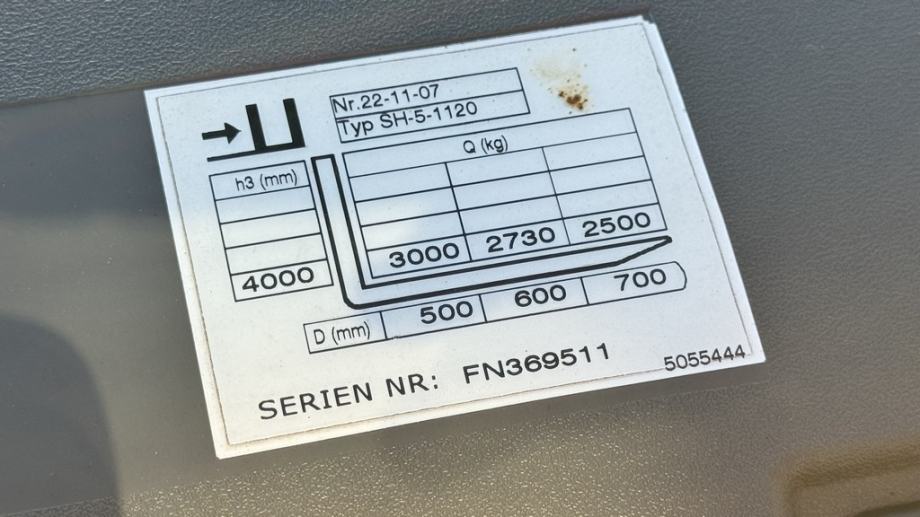 Nr.22-11-07
Typ SH-5-1120
Q (kg)
h3 (mm)
4000
3000 2730 2500
D (mm) 500 600 700
SERIEN NR: FN369511
5055444